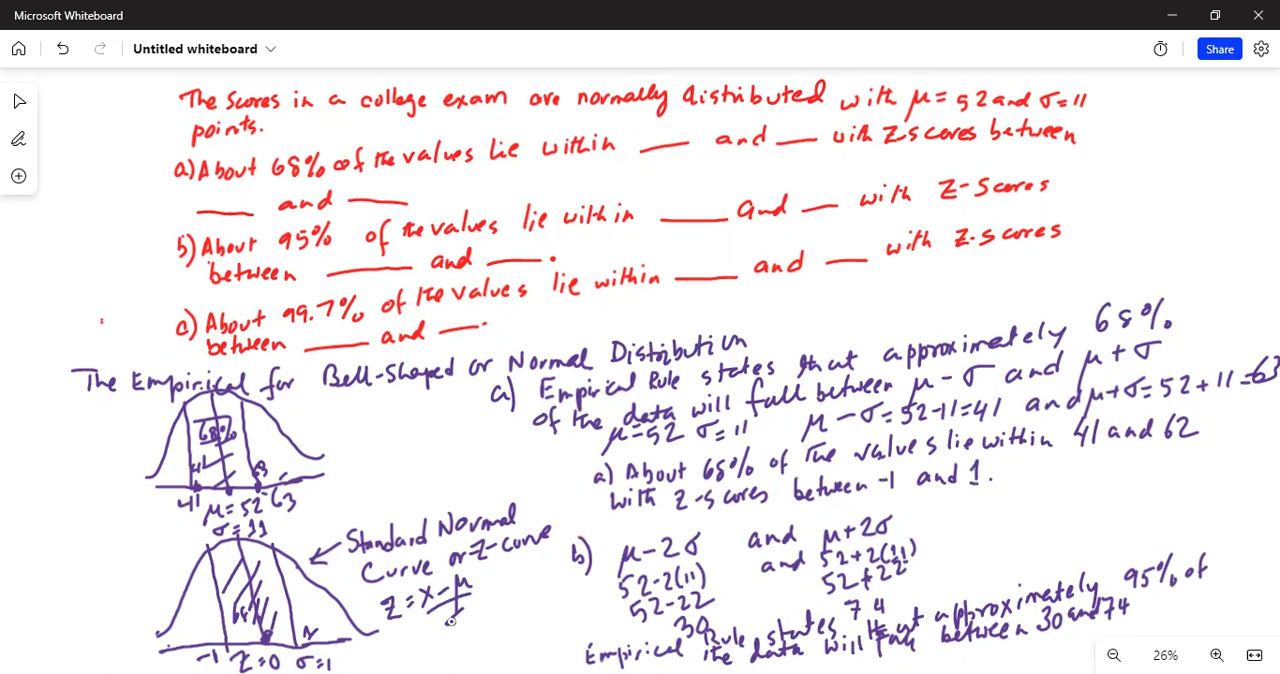 Microsoft Whiteboard
Untitled whiteboard
Share
The scores in a college exam are normally distributed with μ = 52 and σ = 11
points.
a) About 68% of the values lie within ___ and ___ with Z-scores between
___ and ___
b) About 95% of the values lie within ___ and ___ with Z-scores
between ___ and ___.
c) About 99.7% of the values lie within ___ and ___ with Z-scores
between ___ and ___.
The Empirical for Bell-Shaped or Normal Distribution
a) Empirical Rule states that approximately 68%
of the data will fall between μ - σ and μ + σ
μ = 52 σ = 11 μ - σ = 52 - 11 = 41 and μ + σ = 52 + 11 = 63
a) About 68% of the values lie within 41 and 62
with Z-scores between -1 and 1.
68%
41 63
μ = 52
σ = 11
Standard Normal
Curve or Z-curve
Z = x - μ
-1 Z = 0 σ = 1
b) μ - 2σ and μ + 2σ
52 - 2(11) and 52 + 2(11)
52 - 22 52 + 22
30 74
Empirical Rule states that approximately 95% of
the data will fall between 30 and 74
26%